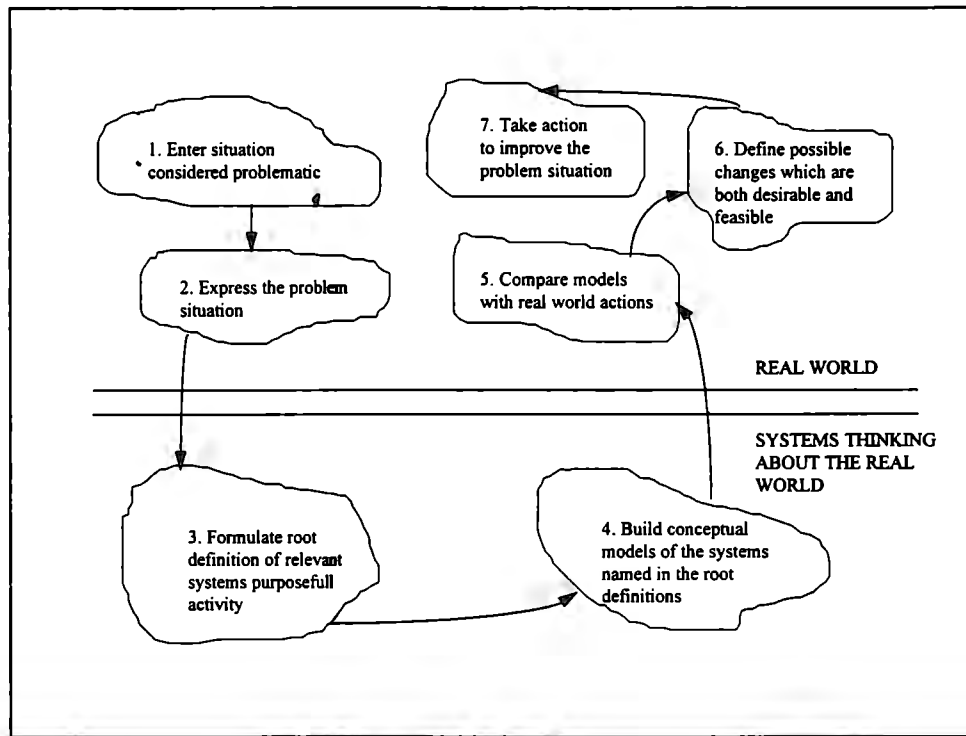 1. Enter situation
considered problematic
2. Express the problem
situation
3. Formulate root
definition of relevant
systems purposefull
activity
4. Build conceptual
models of the systems
named in the root
definitions
5. Compare models
with real world actions
6. Define possible
changes which are
both desirable and
feasible
7. Take action
to improve the
problem situation
REAL WORLD
SYSTEMS THINKING
ABOUT THE REAL
WORLD